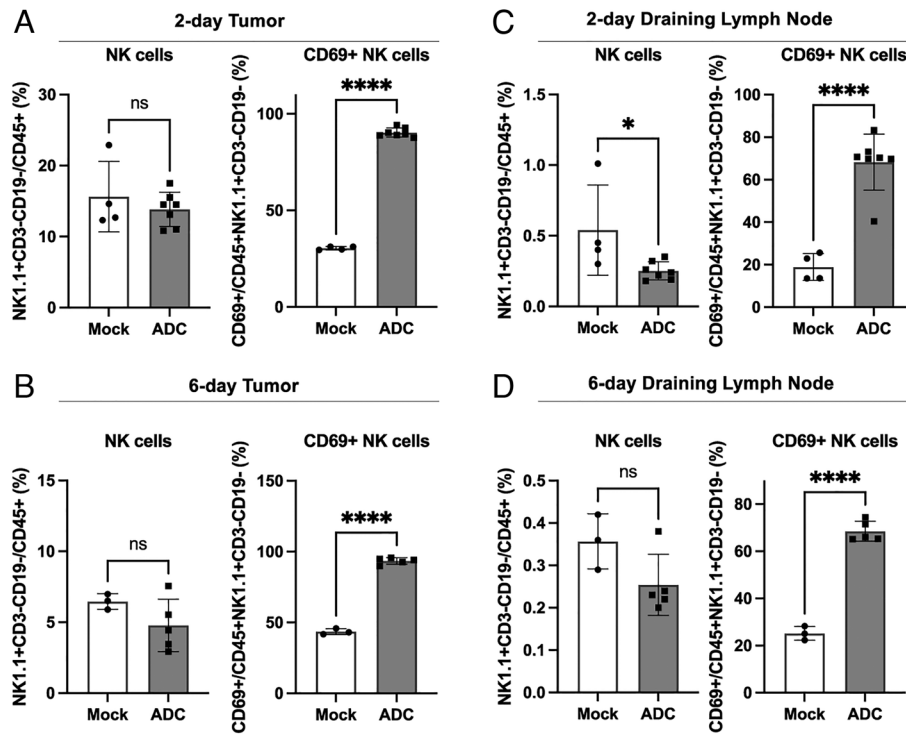 A
2-day Tumor
NK cells
NK1.1+CD3-CD19-/CD45+ (%)
30
20
10
0
ns
Mock
ADC
CD69+ NK cells
CD69+/CD45+NK1.1+CD3-CD19- (%)
100
50
0
****
Mock
ADC
C
2-day Draining Lymph Node
NK cells
NK1.1+CD3-CD19-/CD45+ (%)
1.5
1.0
0.5
0.0
*
Mock
ADC
CD69+ NK cells
CD69+/CD45+NK1.1+CD3-CD19- (%)
100
80
60
40
20
0
****
Mock
ADC
B
6-day Tumor
NK cells
NK1.1+CD3-CD19-/CD45+ (%)
15
10
5
0
ns
Mock
ADC
CD69+ NK cells
CD69+/CD45+NK1.1+CD3-CD19- (%)
150
100
50
0
****
Mock
ADC
D
6-day Draining Lymph Node
NK cells
NK1.1+CD3-CD19-/CD45+ (%)
0.5
0.4
0.3
0.2
0.1
0.0
ns
Mock
ADC
CD69+ NK cells
CD69+/CD45+NK1.1+CD3-CD19- (%)
80
60
40
20
0
****
Mock
ADC